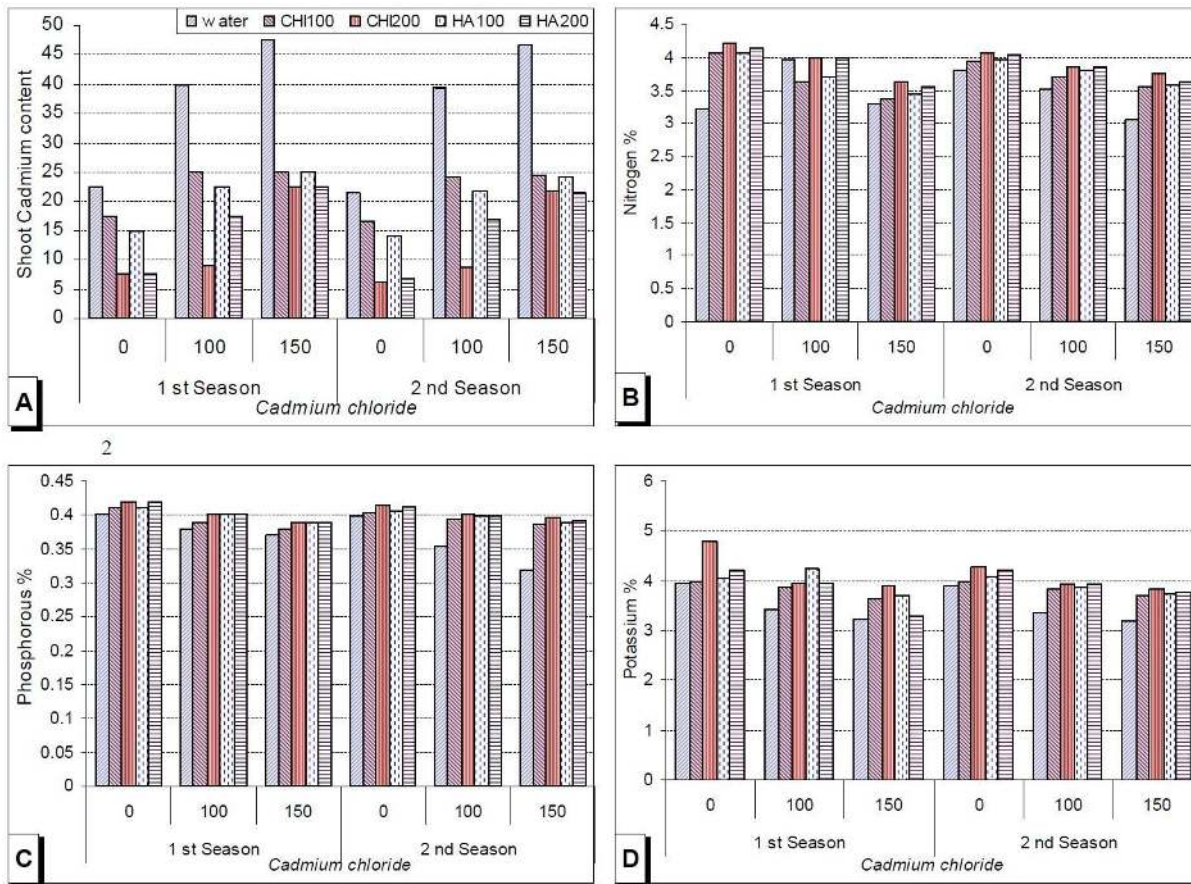 50
45
40
35
30
25
20
15
10
5
0
Shoot Cadmium content
water CHI100 CHI200 HA100 HA200
0 100 150 0 100 150
1 st Season 2 nd Season
Cadmium chloride
A
4.5
4
3.5
3
2.5
2
1.5
1
0.5
0
Nitrogen %
0 100 150 0 100 150
1 st Season 2 nd Season
Cadmium chloride
B
2
0.45
0.4
0.35
0.3
0.25
0.2
0.15
0.1
0.05
0
Phosphorous %
0 100 150 0 100 150
1 st Season 2 nd Season
Cadmium chloride
C
6
5
4
3
2
1
0
Potassium %
0 100 150 0 100 150
1 st Season 2 nd Season
Cadmium chloride
D